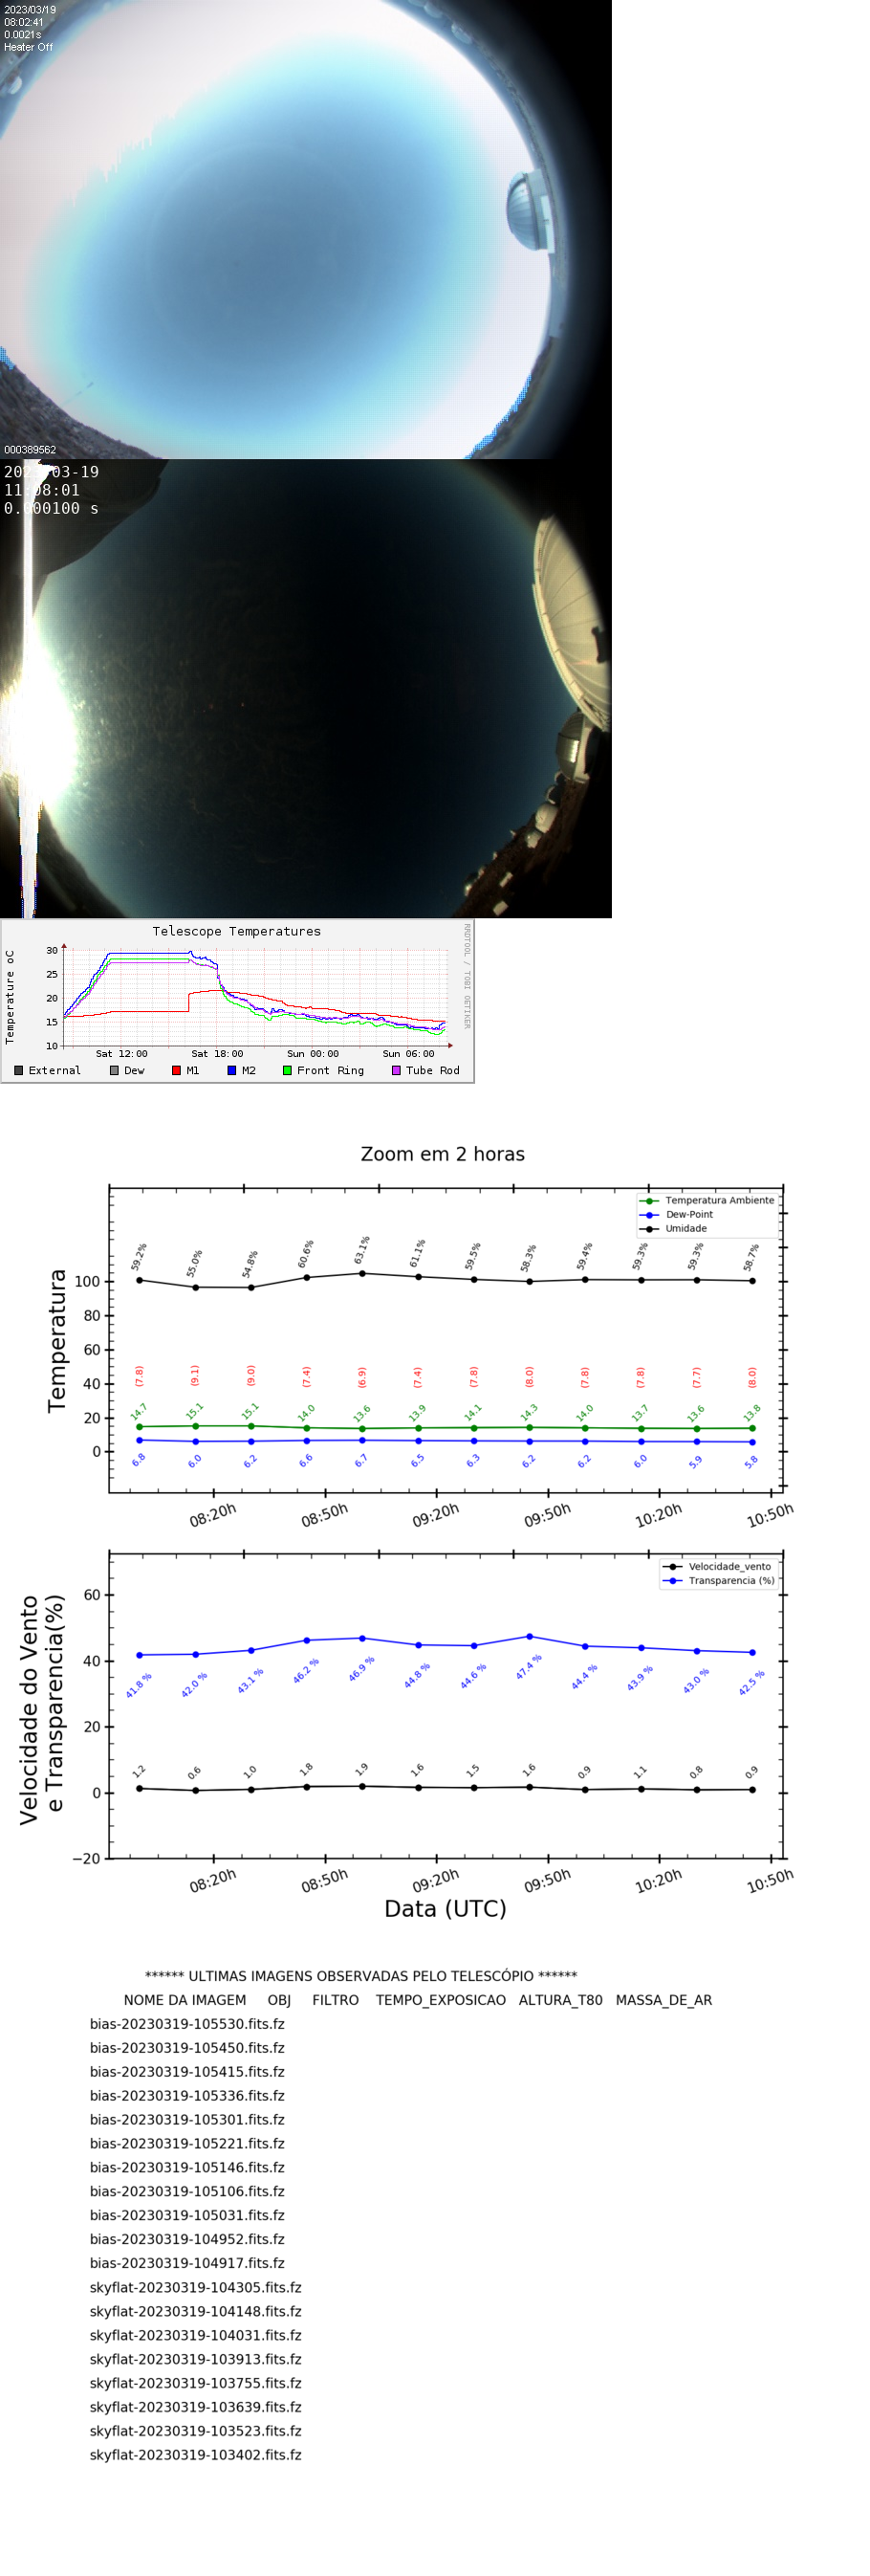 2023/03/19
08:02:41
0.0021s
Heater Off
000389562
03-19
0.000100 s
Telescope Temperatures
RRDTOOL / TOBI OETIKER
Temperature oC
30
25
20
15
10
Sat 12:00 Sat 18:00 Sun 00:00 Sun 06:00
External Dew M1 M2 Front Ring Tube Rod
Zoom em 2 horas
Temperatura Ambiente
Dew-Point
Umidade
Temperatura
59.2% 55.0% 54.8% 60.6% 63.1% 61.1% 59.5% 58.3% 59.4% 59.3% 59.3% 58.7%
100
80
60
40
20
0
(7.8) (9.1) (9.0) (7.4) (6.9) (7.4) (7.8) (8.0) (7.8) (7.8) (7.7) (8.0)
14.7 15.1 15.1 14.0 13.6 13.9 14.1 14.3 14.0 13.7 13.6 13.8
6.8 6.0 6.2 6.6 6.7 6.5 6.3 6.2 6.2 6.0 5.9 5.8
08:20h 08:50h 09:20h 09:50h 10:20h 10:50h
Velocidade_vento
Transparencia (%)
Velocidade do Vento
e Transparencia(%)
60
40
20
0
−20
41.8 % 42.0 % 43.1 % 46.2 % 46.9 % 44.8 % 44.6 % 47.4 % 44.4 % 43.9 % 43.0 % 42.5 %
1.2 0.6 1.0 1.8 1.9 1.6 1.5 1.6 0.9 1.1 0.8 0.9
08:20h 08:50h 09:20h 09:50h 10:20h 10:50h
Data (UTC)
****** ULTIMAS IMAGENS OBSERVADAS PELO TELESCÓPIO ******
NOME DA IMAGEM OBJ FILTRO TEMPO_EXPOSICAO ALTURA_T80 MASSA_DE_AR
bias-20230319-105530.fits.fz
bias-20230319-105450.fits.fz
bias-20230319-105415.fits.fz
bias-20230319-105336.fits.fz
bias-20230319-105301.fits.fz
bias-20230319-105221.fits.fz
bias-20230319-105146.fits.fz
bias-20230319-105106.fits.fz
bias-20230319-105031.fits.fz
bias-20230319-104952.fits.fz
bias-20230319-104917.fits.fz
skyflat-20230319-104305.fits.fz
skyflat-20230319-104148.fits.fz
skyflat-20230319-104031.fits.fz
skyflat-20230319-103913.fits.fz
skyflat-20230319-103755.fits.fz
skyflat-20230319-103639.fits.fz
skyflat-20230319-103523.fits.fz
skyflat-20230319-103402.fits.fz